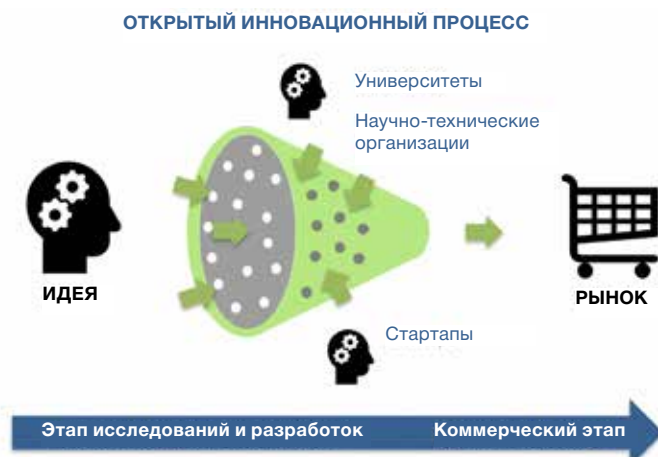 ОТКРЫТЫЙ ИННОВАЦИОННЫЙ ПРОЦЕСС
Университеты
Научно-технические
организации
ИДЕЯ
РЫНОК
Стартапы
Этап исследований и разработок
Коммерческий этап